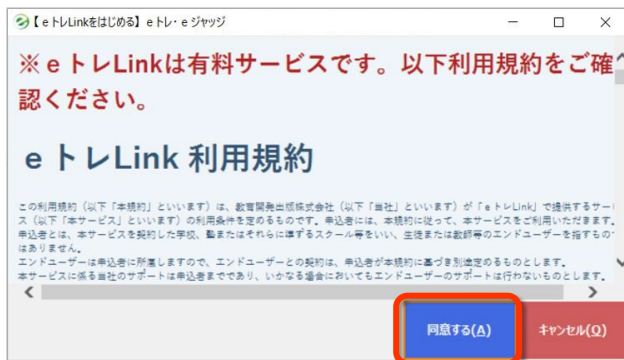 【ｅトレLinkをはじめる】ｅトレ・ｅジャッジ
※ｅトレLinkは有料サービスです。以下利用規約をご確
認ください。
ｅトレLink 利用規約
この利用規約（以下「本規約」といいます）は、教育開発出版株式会社（以下「当社」といいます）が「ｅトレLink」で提供するサー
ス（以下「本サービス」といいます）の利用条件を定めるものです。申込者には、本規約に従って、本サービスをご利用いただきます。
申込者とは、本サービスを契約した学校、塾またはそれらに準ずるスクール等をいい、生徒または教師等のエンドユーザーを指すもの
はありません。
エンドユーザーは申込者に所属しますので、エンドユーザーとの契約は、申込者が本規約に基づき別途定めるものとします。
本サービスに係る当社のサポートは申込者までであり、いかなる場合においてもエンドユーザーのサポートは行わないものとします。
同意する(A)
キャンセル(Q)